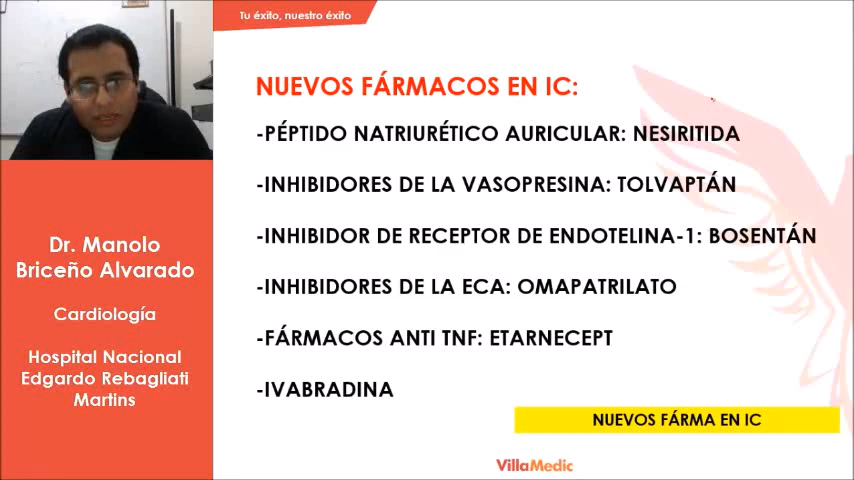 Tu éxito, nuestro éxito
NUEVOS FÁRMACOS EN IC:
-PÉPTIDO NATRIURÉTICO AURICULAR: NESIRITIDA
-INHIBIDORES DE LA VASOPRESINA: TOLVAPTÁN
-INHIBIDOR DE RECEPTOR DE ENDOTELINA-1: BOSENTÁN
-INHIBIDORES DE LA ECA: OMAPATRILATO
-FÁRMACOS ANTI TNF: ETARNECEPT
-IVABRADINA
NUEVOS FÁRMA EN IC
Dr. Manolo
Briceño Alvarado
Cardiología
Hospital Nacional
Edgardo Rebagliati
Martins
VillaMedic